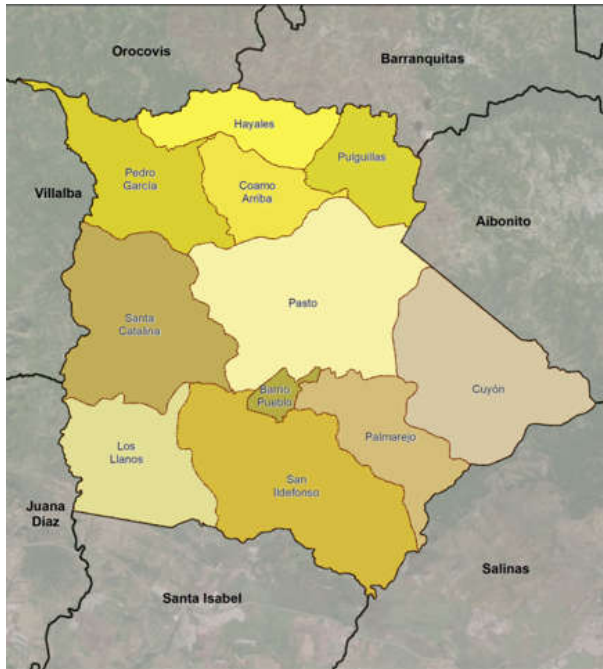 Orocovis
Barranquitas
Hayales
Pulguillas
Pedro
García
Coamo
Arriba
Villalba
Aibonito
Santa
Catalina
Pasto
Barrio
Pueblo
Cuyón
Los
Llanos
Palmarejo
San
Ildefonso
Juana
Díaz
Salinas
Santa Isabel